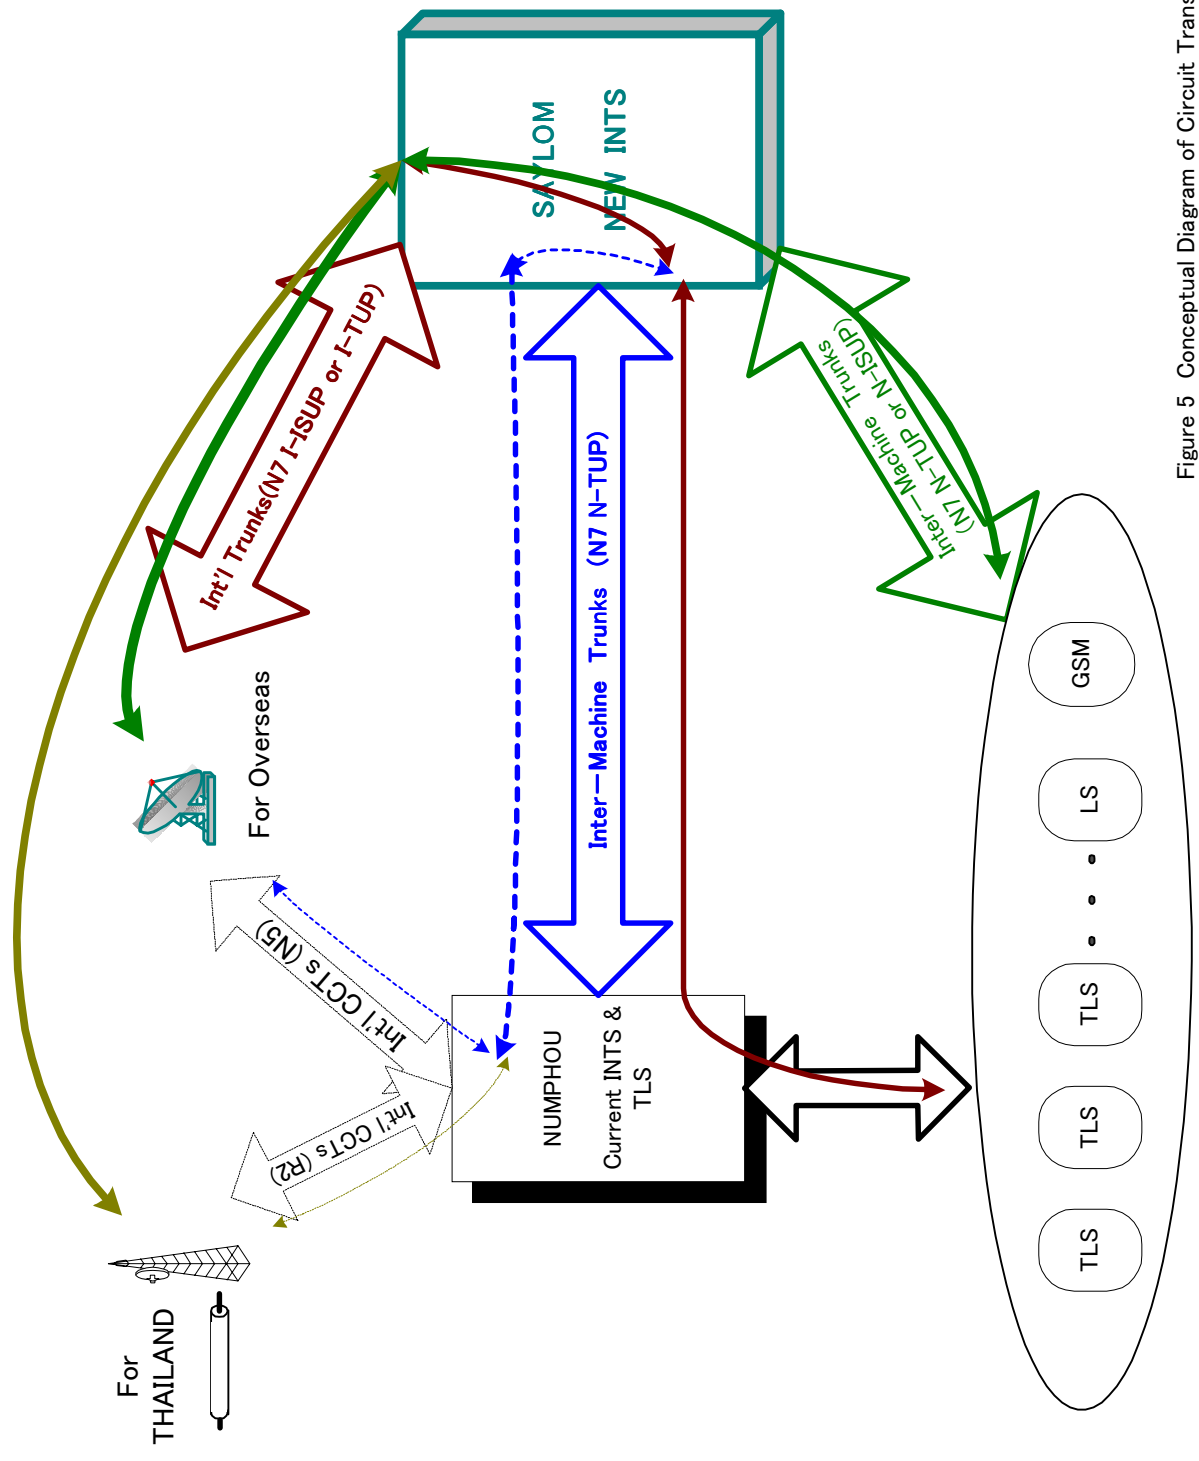 For
THAILAND
For Overseas
Int'l Trunks(N7 I-ISUP or I-TUP)
Int'l CCTs (R2)
Int'l CCTs (N5)
NUMPHOU
Current INTS &
TLS
Inter－Machine Trunks (N7 N-TUP)
SAYLOM
NEW INTS
Inter－Machine Trunks
(N7 N-TUP or N-ISUP)
TLS
TLS
TLS
• • •
LS
GSM
Figure 5 Conceptual Diagram of Circuit Trans